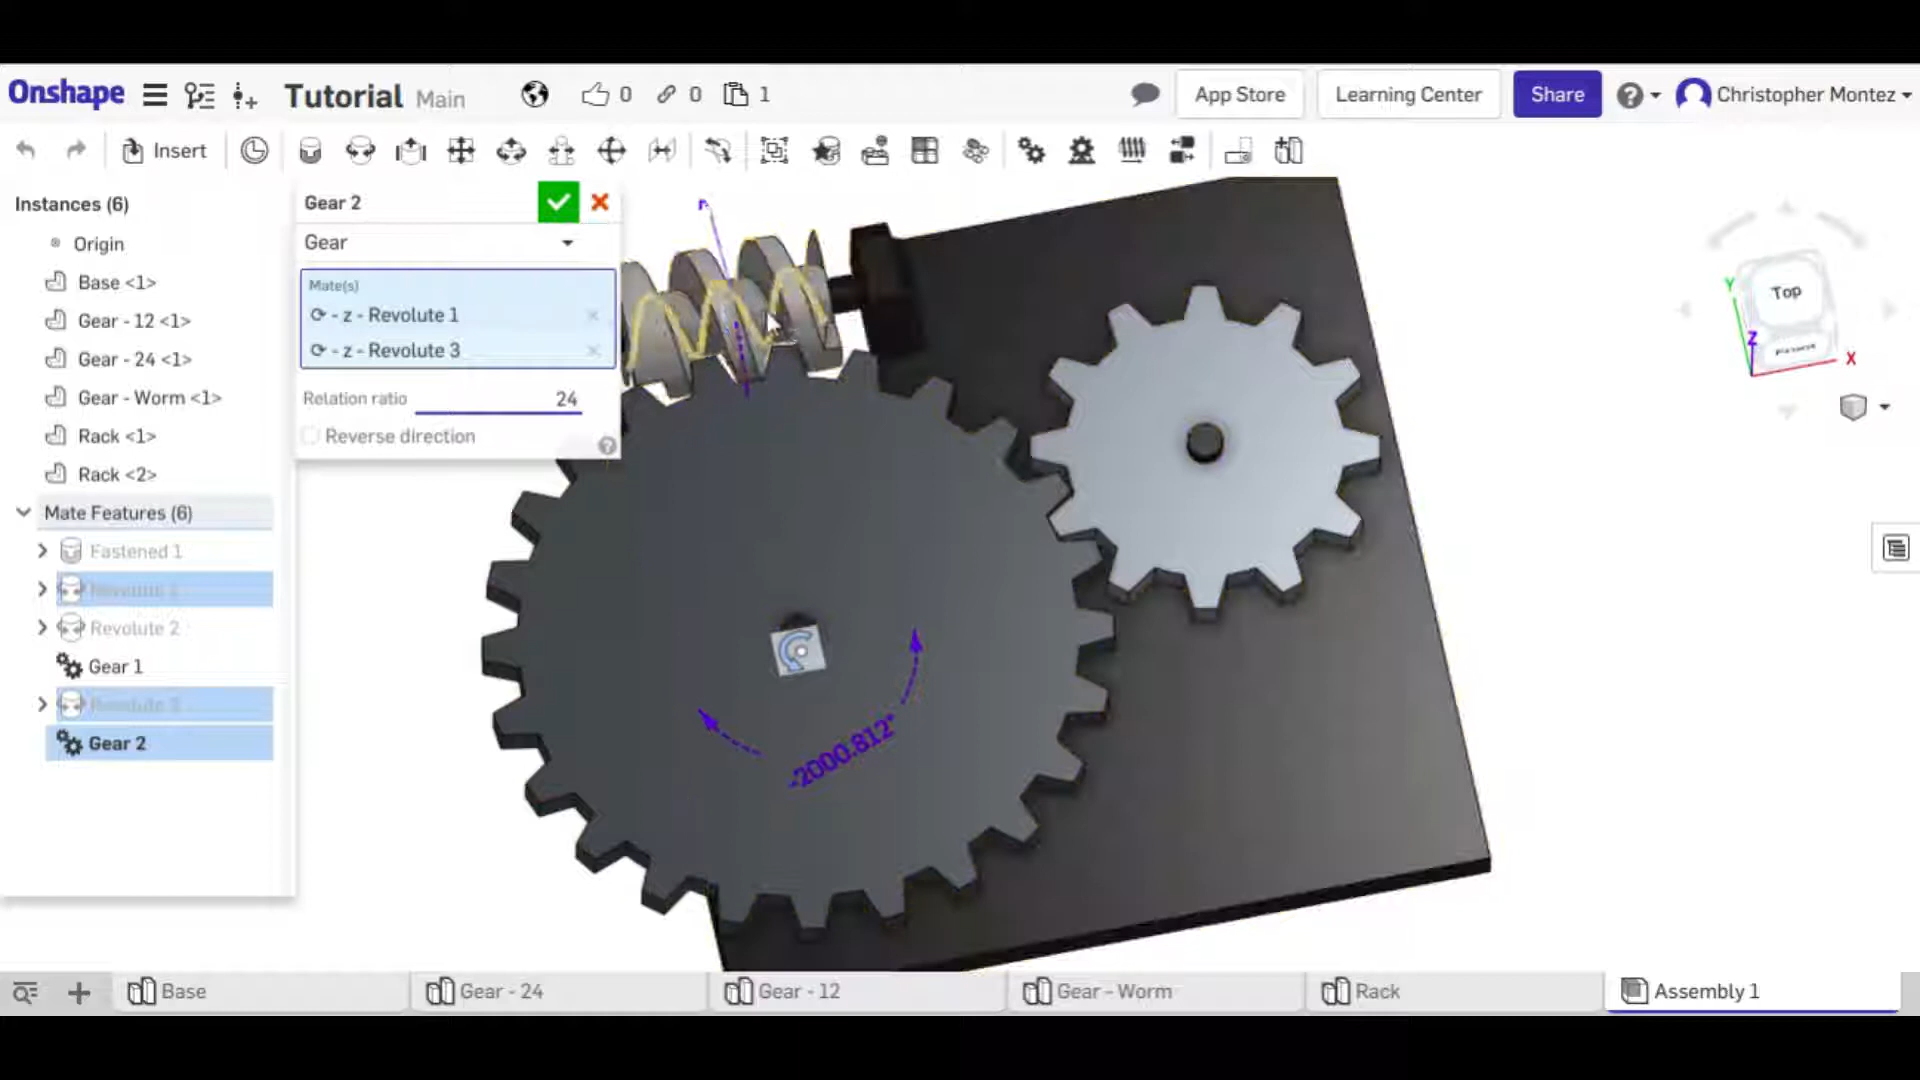 Onshape Tutorial Main 0 0 1 App Store Learning Center Share Christopher Montez
Insert
Instances (6)
Origin
Base <1>
Gear - 12 <1>
Gear - 24 <1>
Gear - Worm <1>
Rack <1>
Rack <2>
Mate Features (6)
Fastened 1
Revolute 2
Gear 1
Gear 2
Gear 2
Gear
Mate(s)
- z - Revolute 1
- z - Revolute 3
Relation ratio 24
Reverse direction
-2000.812°
Top
Y
Z
X
Base
Gear - 24
Gear - 12
Gear - Worm
Rack
Assembly 1